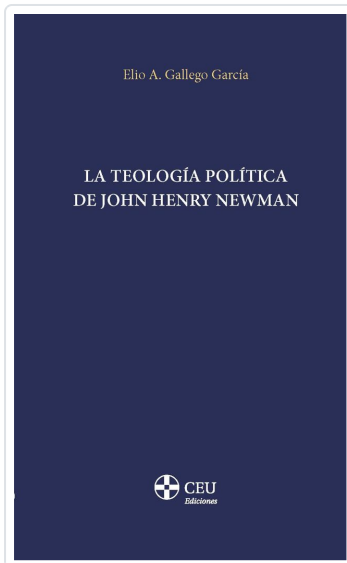 Elio A. Gallego García
LA TEOLOGÍA POLÍTICA
DE JOHN HENRY NEWMAN
CEU
Ediciones